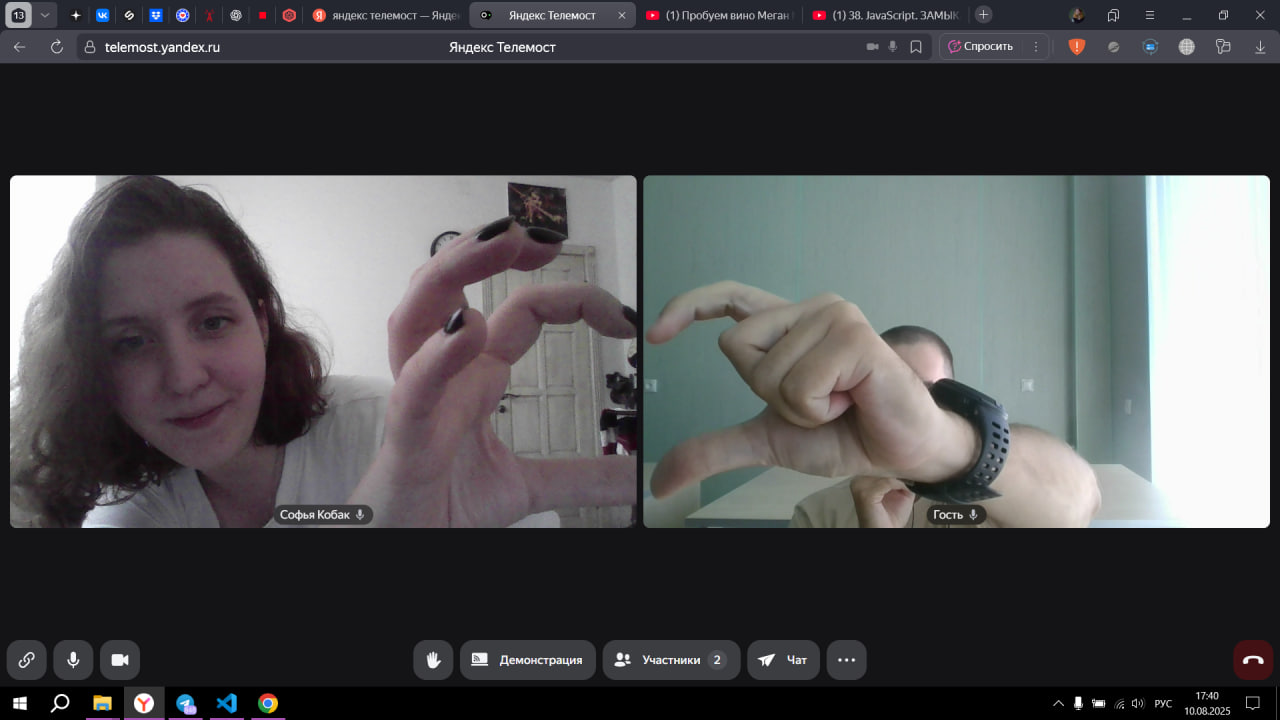 13
яндекс телемост — Яндек
Яндекс Телемост
(1) Пробуем вино Меган М
(1) 38. JavaScript. ЗАМЫК
telemost.yandex.ru
Яндекс Телемост
Спросить
Софья Кобак
Гость
Демонстрация
Участники 2
Чат
РУС
17:40
10.08.2025